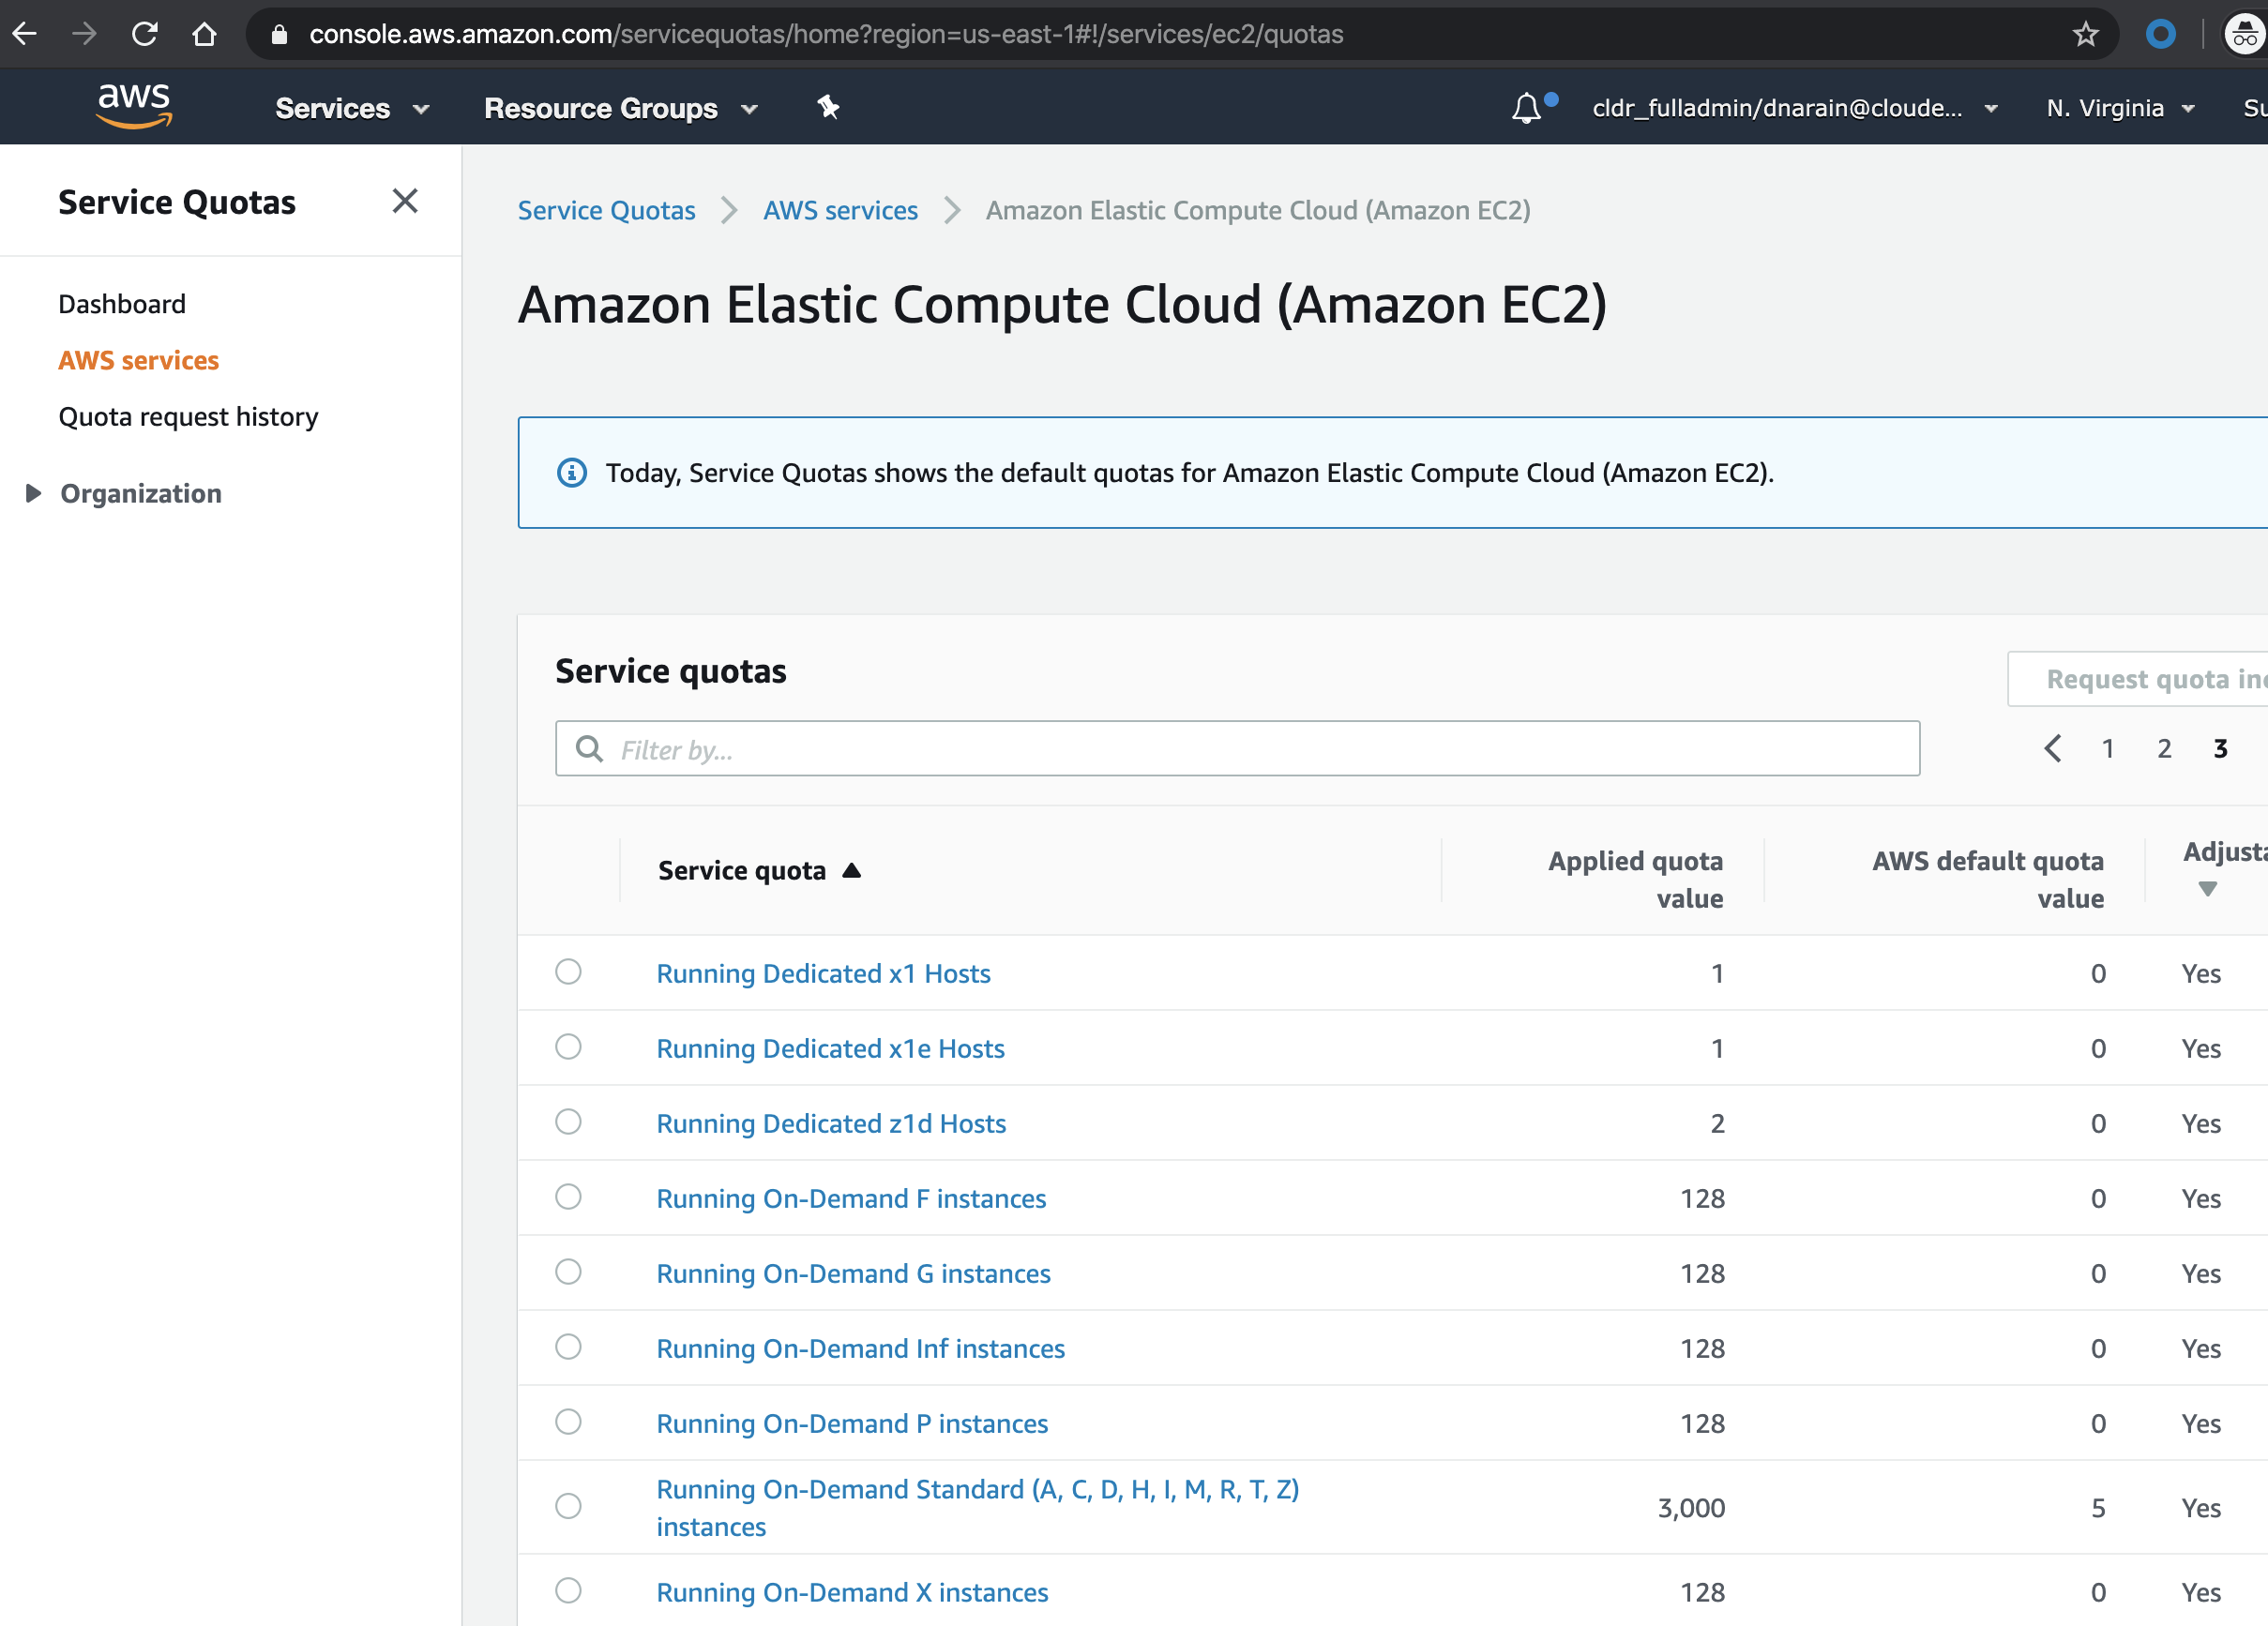 console.aws.amazon.com/servicequotas/home?region=us-east-1#!/services/ec2/quotas
aws
Services
Resource Groups
cldr_fulladmin/dnarain@cloude...
N. Virginia
Su
Service Quotas
Dashboard
AWS services
Quota request history
Organization
Service Quotas
AWS services
Amazon Elastic Compute Cloud (Amazon EC2)
Amazon Elastic Compute Cloud (Amazon EC2)
Today, Service Quotas shows the default quotas for Amazon Elastic Compute Cloud (Amazon EC2).
Service quotas
Request quota inc
Filter by...
1 2 3
Service quota
Applied quota
value
AWS default quota
value
Adjusta
Running Dedicated x1 Hosts 1 0 Yes
Running Dedicated x1e Hosts 1 0 Yes
Running Dedicated z1d Hosts 2 0 Yes
Running On-Demand F instances 128 0 Yes
Running On-Demand G instances 128 0 Yes
Running On-Demand Inf instances 128 0 Yes
Running On-Demand P instances 128 0 Yes
Running On-Demand Standard (A, C, D, H, I, M, R, T, Z)
instances 3,000 5 Yes
Running On-Demand X instances 128 0 Yes